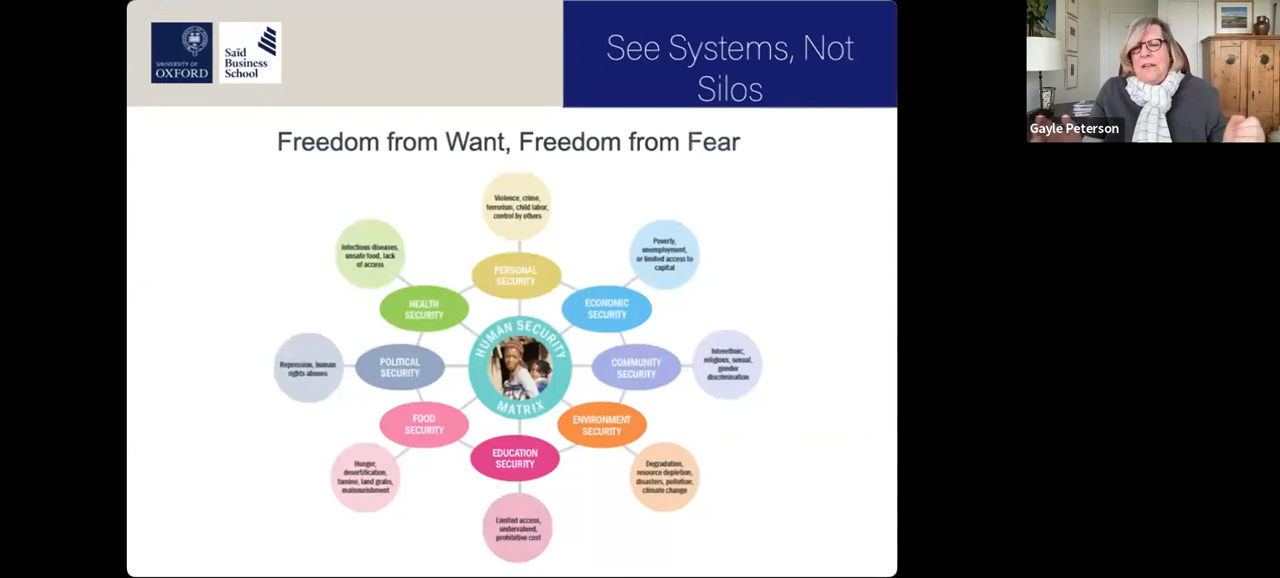 UNIVERSITY OF
OXFORD
Saïd
Business
School
See Systems, Not
Silos
Gayle Peterson
Freedom from Want, Freedom from Fear
Violence, crime,
terrorism, child labor,
control by others
PERSONAL
SECURITY
Infectious diseases,
unsafe food, lack
of access
HEALTH
SECURITY
Poverty,
unemployment,
or limited access to
capital
ECONOMIC
SECURITY
HUMAN SECURITY
MATRIX
Repression, human
rights abuses
POLITICAL
SECURITY
COMMUNITY
SECURITY
Interethnic,
religious, sexual,
gender
discrimination
FOOD
SECURITY
Hunger,
desertification,
famine, land grabs,
malnourishment
ENVIRONMENT
SECURITY
Degradation,
resource depletion,
disasters, pollution,
climate change
EDUCATION
SECURITY
Limited access,
undervalued,
prohibitive cost